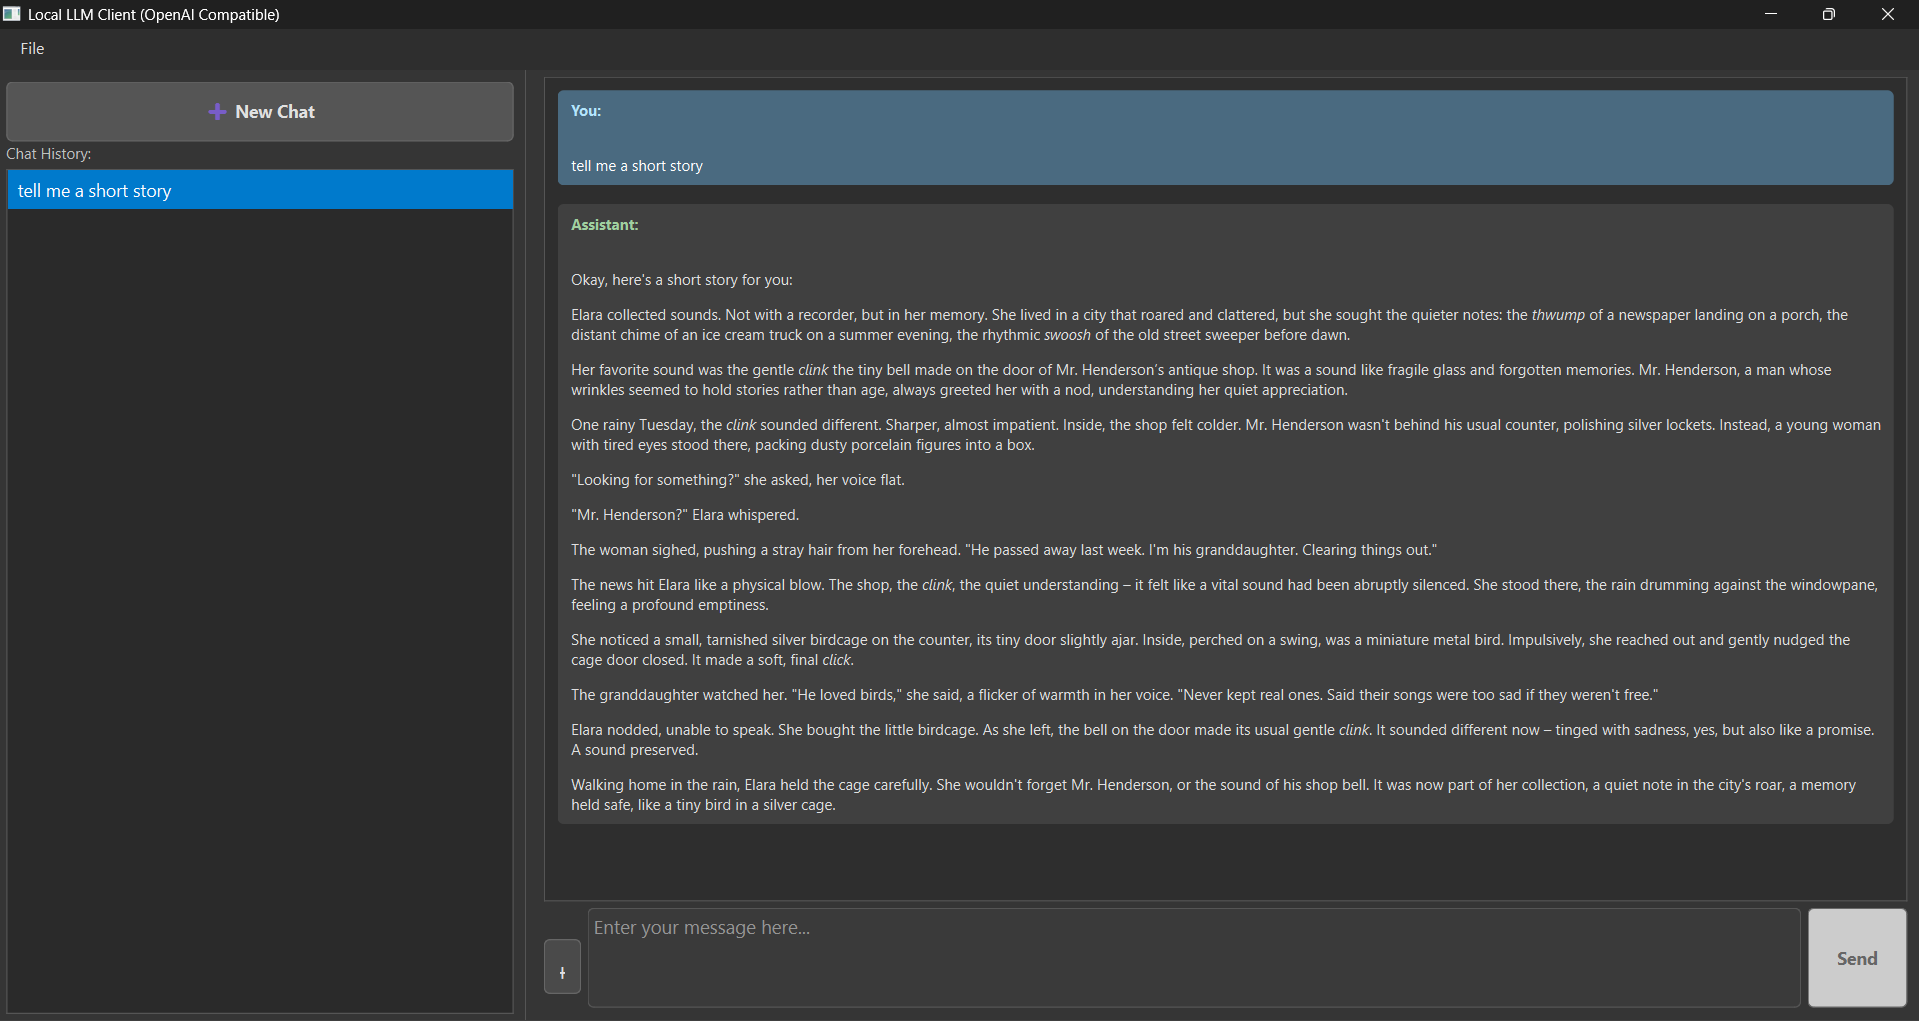 Local LLM Client (OpenAI Compatible)
File
New Chat
Chat History:
tell me a short story
You:
tell me a short story
Assistant:
Okay, here's a short story for you:
Elara collected sounds. Not with a recorder, but in her memory. She lived in a city that roared and clattered, but she sought the quieter notes: the thwump of a newspaper landing on a porch, the
distant chime of an ice cream truck on a summer evening, the rhythmic swoosh of the old street sweeper before dawn.
Her favorite sound was the gentle clink the tiny bell made on the door of Mr. Henderson's antique shop. It was a sound like fragile glass and forgotten memories. Mr. Henderson, a man whose
wrinkles seemed to hold stories rather than age, always greeted her with a nod, understanding her quiet appreciation.
One rainy Tuesday, the clink sounded different. Sharper, almost impatient. Inside, the shop felt colder. Mr. Henderson wasn't behind his usual counter, polishing silver lockets. Instead, a young woman
with tired eyes stood there, packing dusty porcelain figures into a box.
"Looking for something?" she asked, her voice flat.
"Mr. Henderson?" Elara whispered.
The woman sighed, pushing a stray hair from her forehead. "He passed away last week. I'm his granddaughter. Clearing things out."
The news hit Elara like a physical blow. The shop, the clink, the quiet understanding – it felt like a vital sound had been abruptly silenced. She stood there, the rain drumming against the windowpane,
feeling a profound emptiness.
She noticed a small, tarnished silver birdcage on the counter, its tiny door slightly ajar. Inside, perched on a swing, was a miniature metal bird. Impulsively, she reached out and gently nudged the
cage door closed. It made a soft, final click.
The granddaughter watched her. "He loved birds," she said, a flicker of warmth in her voice. "Never kept real ones. Said their songs were too sad if they weren't free."
Elara nodded, unable to speak. She bought the little birdcage. As she left, the bell on the door made its usual gentle clink. It sounded different now – tinged with sadness, yes, but also like a promise.
A sound preserved.
Walking home in the rain, Elara held the cage carefully. She wouldn't forget Mr. Henderson, or the sound of his shop bell. It was now part of her collection, a quiet note in the city's roar, a memory
held safe, like a tiny bird in a silver cage.
Enter your message here...
Send